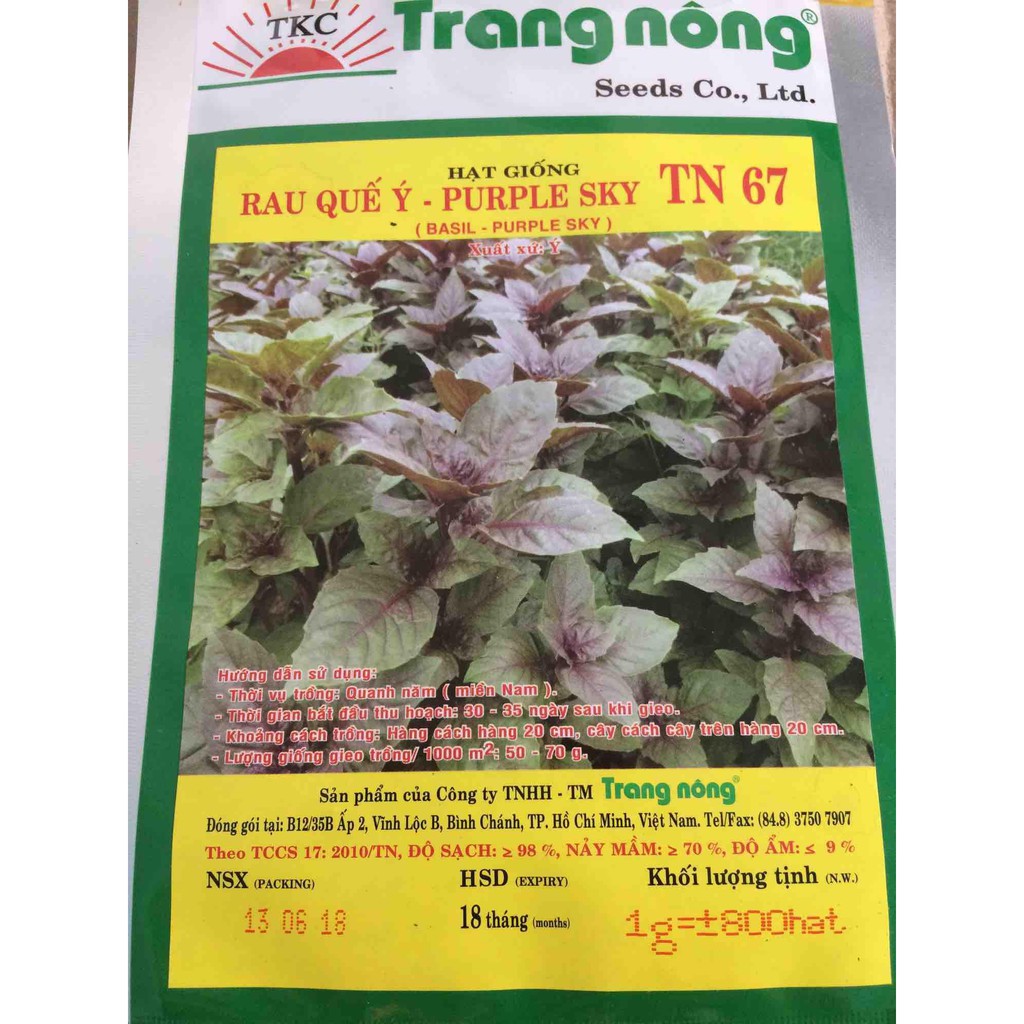 TKC
Trang nông®
Seeds Co., Ltd.
HẠT GIỐNG
RAU QUẾ Ý - PURPLE SKY TN 67
( BASIL - PURPLE SKY )
Xuất xứ: Ý
Hướng dẫn sử dụng:
- Thời vụ trồng: Quanh năm ( miền Nam ).
- Thời gian bắt đầu thu hoạch: 30 - 35 ngày sau khi gieo.
- Khoảng cách trồng: Hàng cách hàng 20 cm, cây cách cây trên hàng 20 cm.
- Lượng giống gieo trồng/ 1000 m²: 50 - 70 g.
Sản phẩm của Công ty TNHH - TM Trang nông®
Đóng gói tại: B12/35B Ấp 2, Vĩnh Lộc B, Bình Chánh, TP. Hồ Chí Minh, Việt Nam. Tel/Fax: (84.8) 3750 7907
Theo TCCS 17: 2010/TN, ĐỘ SẠCH: ≥ 98 %, NẢY MẦM: ≥ 70 %, ĐỘ ẨM: ≤ 9 %
NSX (PACKING) HSD (EXPIRY) Khối lượng tịnh (N.W.)
13 06 18 18 tháng (months) 1g=±800hat